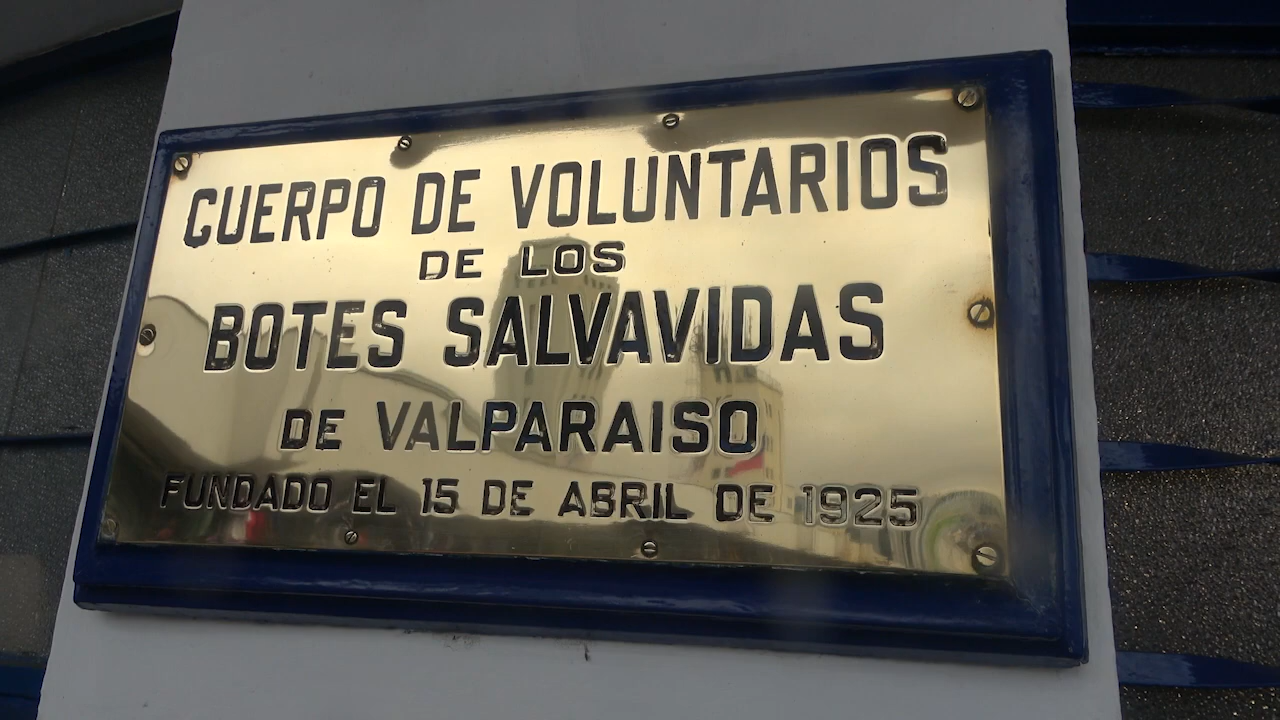 CUERPO DE VOLUNTARIOS
DE LOS
BOTES SALVAVIDAS
DE VALPARAISO
FUNDADO EL 15 DE ABRIL DE 1925